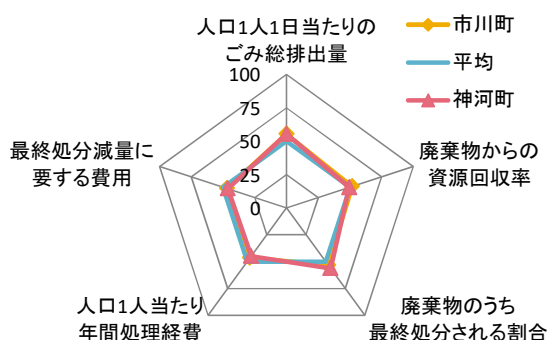 人口1人1日当たりの
ごみ総排出量
市川町
平均
神河町
100
75
50
25
0
廃棄物からの
資源回収率
廃棄物のうち
最終処分される割合
人口1人当たり
年間処理経費
最終処分減量に
要する費用